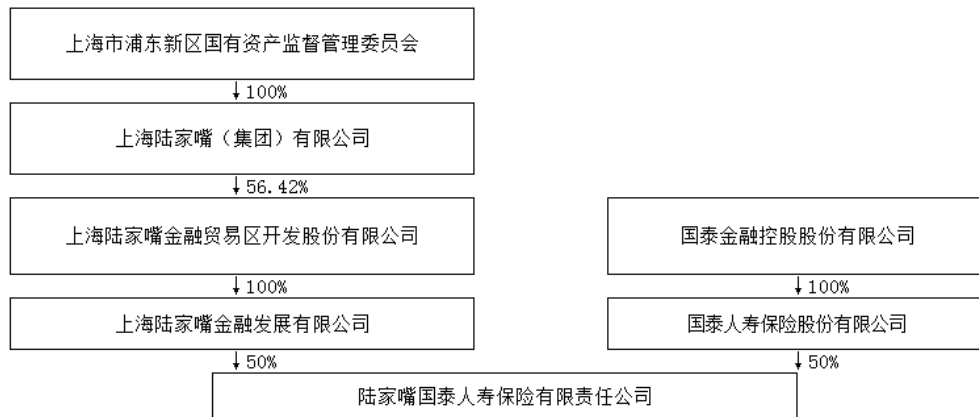 上海市浦东新区国有资产监督管理委员会
100%
上海陆家嘴（集团）有限公司
56.42%
上海陆家嘴金融贸易区开发股份有限公司
国泰金融控股股份有限公司
100%
100%
上海陆家嘴金融发展有限公司
国泰人寿保险股份有限公司
50%
50%
陆家嘴国泰人寿保险有限责任公司